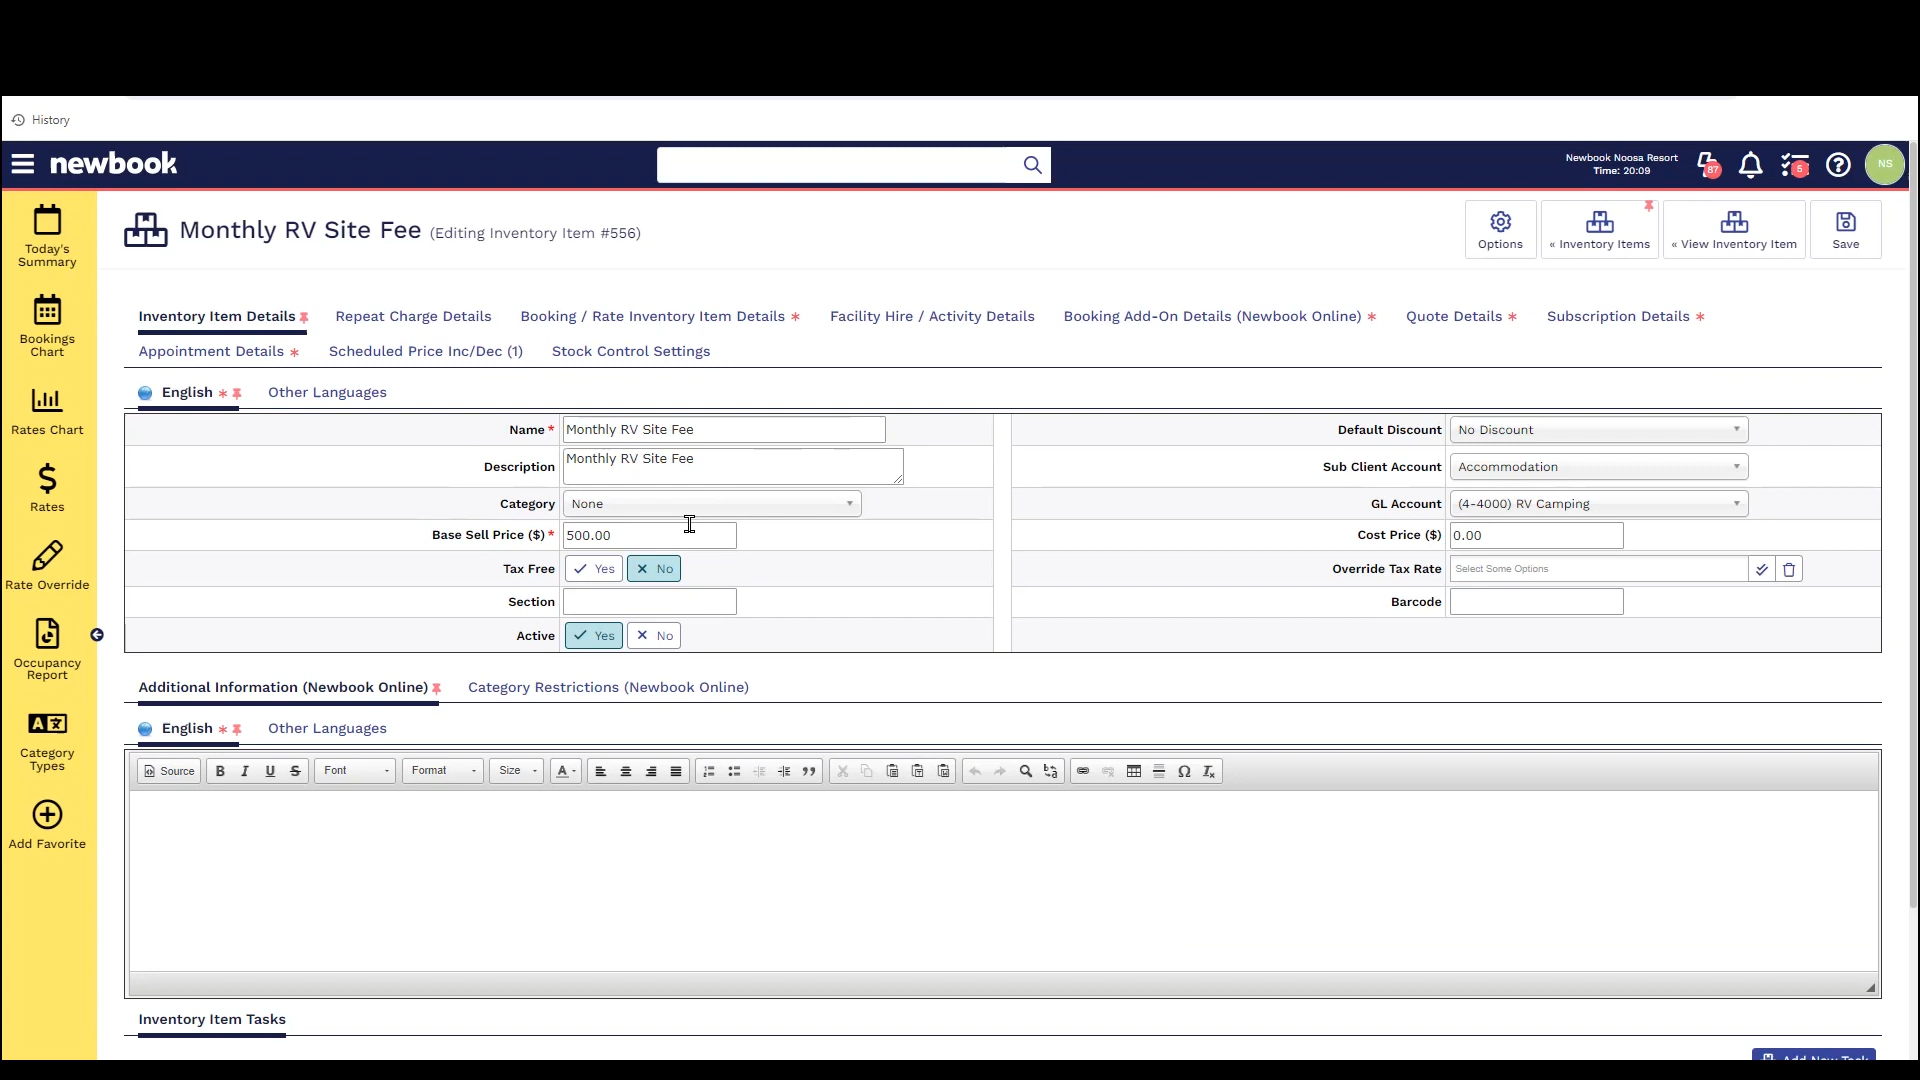 History
newbook
Newbook Noosa Resort
Time: 20:09
87
5
NS
Monthly RV Site Fee (Editing Inventory Item #556)
Options
« Inventory Items
« View Inventory Item
Save
Today's Summary
Bookings Chart
Rates Chart
Rates
Rate Override
Occupancy Report
Category Types
Add Favorite
Inventory Item Details
Repeat Charge Details
Booking / Rate Inventory Item Details *
Facility Hire / Activity Details
Booking Add-On Details (Newbook Online) *
Quote Details *
Subscription Details *
Appointment Details *
Scheduled Price Inc/Dec (1)
Stock Control Settings
English *
Other Languages
Name * Monthly RV Site Fee
Default Discount No Discount
Description Monthly RV Site Fee
Sub Client Account Accommodation
Category None
GL Account (4-4000) RV Camping
Base Sell Price ($) * 500.00
Cost Price ($) 0.00
Tax Free Yes No
Override Tax Rate Select Some Options
Section
Barcode
Active Yes No
Additional Information (Newbook Online)
Category Restrictions (Newbook Online)
English *
Other Languages
Source B I U S Font Format Size A
Inventory Item Tasks
Add New Task